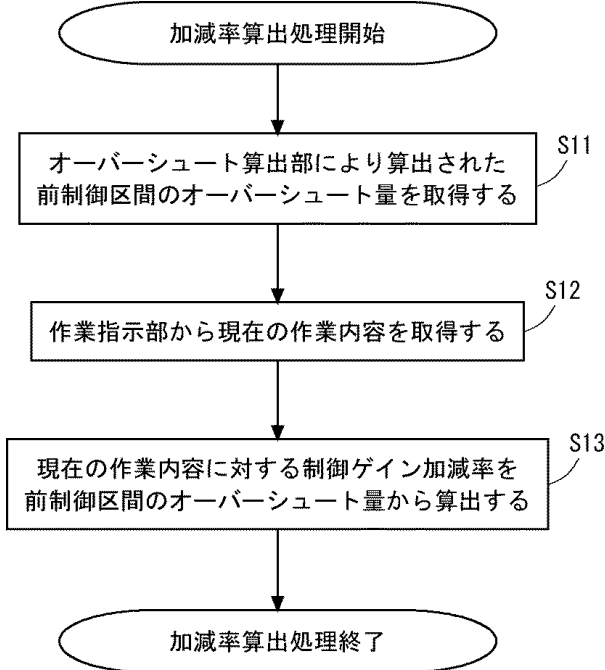 加減率算出処理開始
S11
オーバーシュート算出部により算出された
前制御区間のオーバーシュート量を取得する
S12
作業指示部から現在の作業内容を取得する
S13
現在の作業内容に対する制御ゲイン加減率を
前制御区間のオーバーシュート量から算出する
加減率算出処理終了